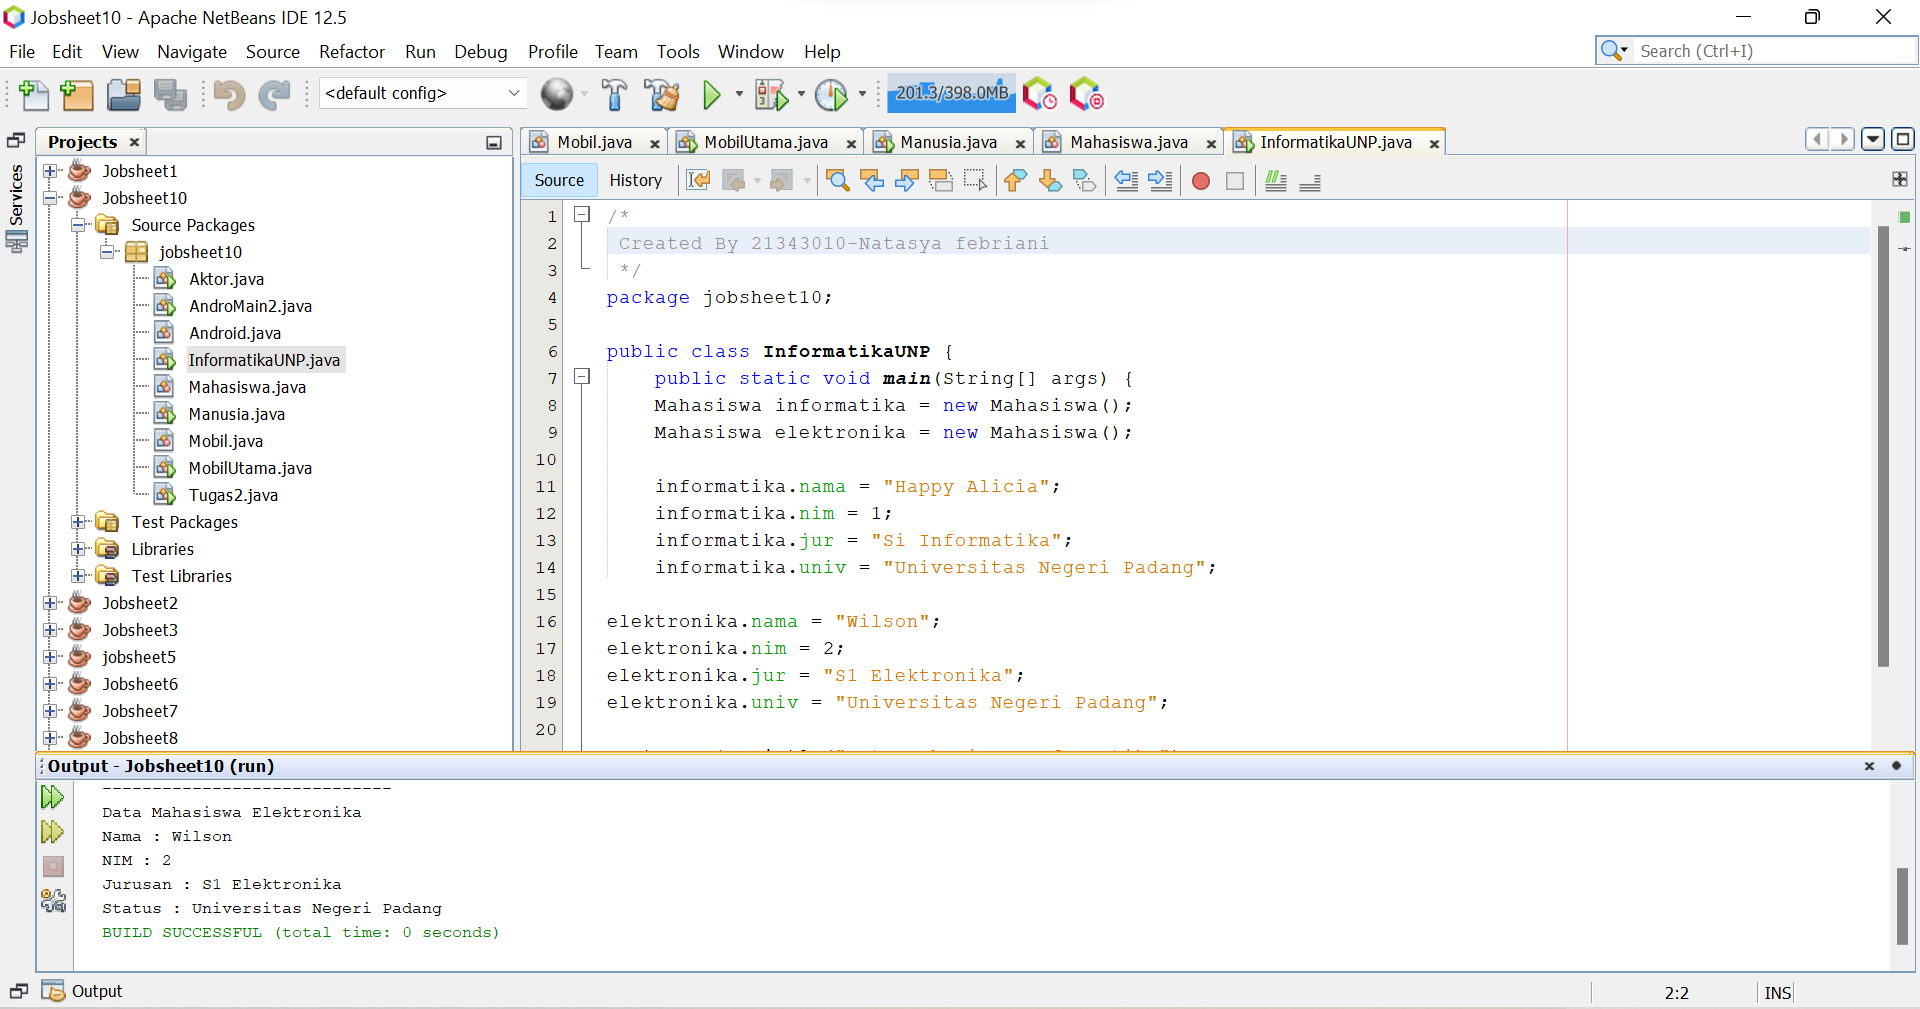 Jobsheet10 - Apache NetBeans IDE 12.5
File Edit View Navigate Source Refactor Run Debug Profile Team Tools Window Help
Search (Ctrl+I)
<default config>
201.3/398.0MB
Projects
Mobil.java MobilUtama.java Manusia.java Mahasiswa.java InformatikaUNP.java
Services
Source History
Jobsheet1
Jobsheet10
Source Packages
jobsheet10
Aktor.java
AndroMain2.java
Android.java
InformatikaUNP.java
Mahasiswa.java
Manusia.java
Mobil.java
MobilUtama.java
Tugas2.java
Test Packages
Libraries
Test Libraries
Jobsheet2
Jobsheet3
jobsheet5
Jobsheet6
Jobsheet7
Jobsheet8
1 /*
2 Created By 21343010-Natasya febriani
3 */
4 package jobsheet10;
5
6 public class InformatikaUNP {
7 public static void main(String[] args) {
8 Mahasiswa informatika = new Mahasiswa();
9 Mahasiswa elektronika = new Mahasiswa();
10
11 informatika.nama = "Happy Alicia";
12 informatika.nim = 1;
13 informatika.jur = "Si Informatika";
14 informatika.univ = "Universitas Negeri Padang";
15
16 elektronika.nama = "Wilson";
17 elektronika.nim = 2;
18 elektronika.jur = "S1 Elektronika";
19 elektronika.univ = "Universitas Negeri Padang";
20
Output - Jobsheet10 (run)
-----------------------------
Data Mahasiswa Elektronika
Nama : Wilson
NIM : 2
Jurusan : S1 Elektronika
Status : Universitas Negeri Padang
BUILD SUCCESSFUL (total time: 0 seconds)
Output
2:2 INS